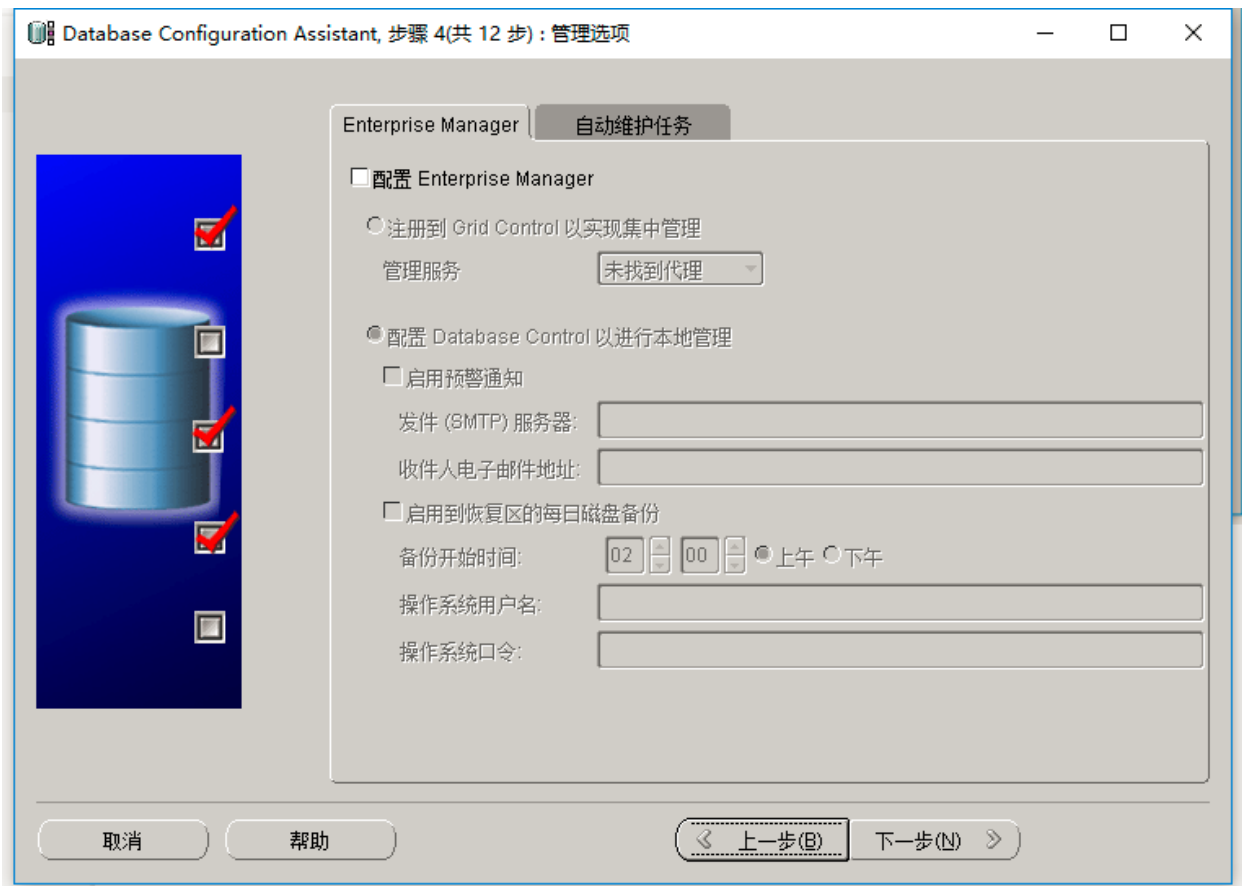 Database Configuration Assistant, 步骤 4(共 12 步) : 管理选项
Enterprise Manager 自动维护任务
配置 Enterprise Manager
注册到 Grid Control 以实现集中管理
管理服务 未找到代理
配置 Database Control 以进行本地管理
启用预警通知
发件 (SMTP) 服务器:
收件人电子邮件地址:
启用到恢复区的每日磁盘备份
备份开始时间: 02 00 上午 下午
操作系统用户名:
操作系统口令:
取消 帮助 上一步(B) 下一步(N)